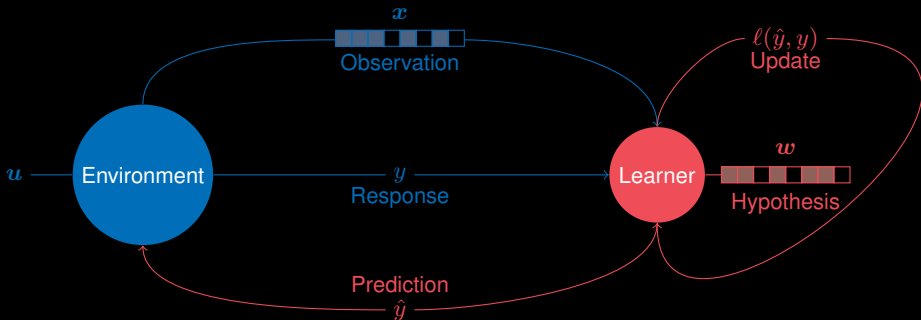 x
Observation
ℓ(ŷ, y)
Update
u
Environment
y
Response
Learner
w
Hypothesis
Prediction
ŷ